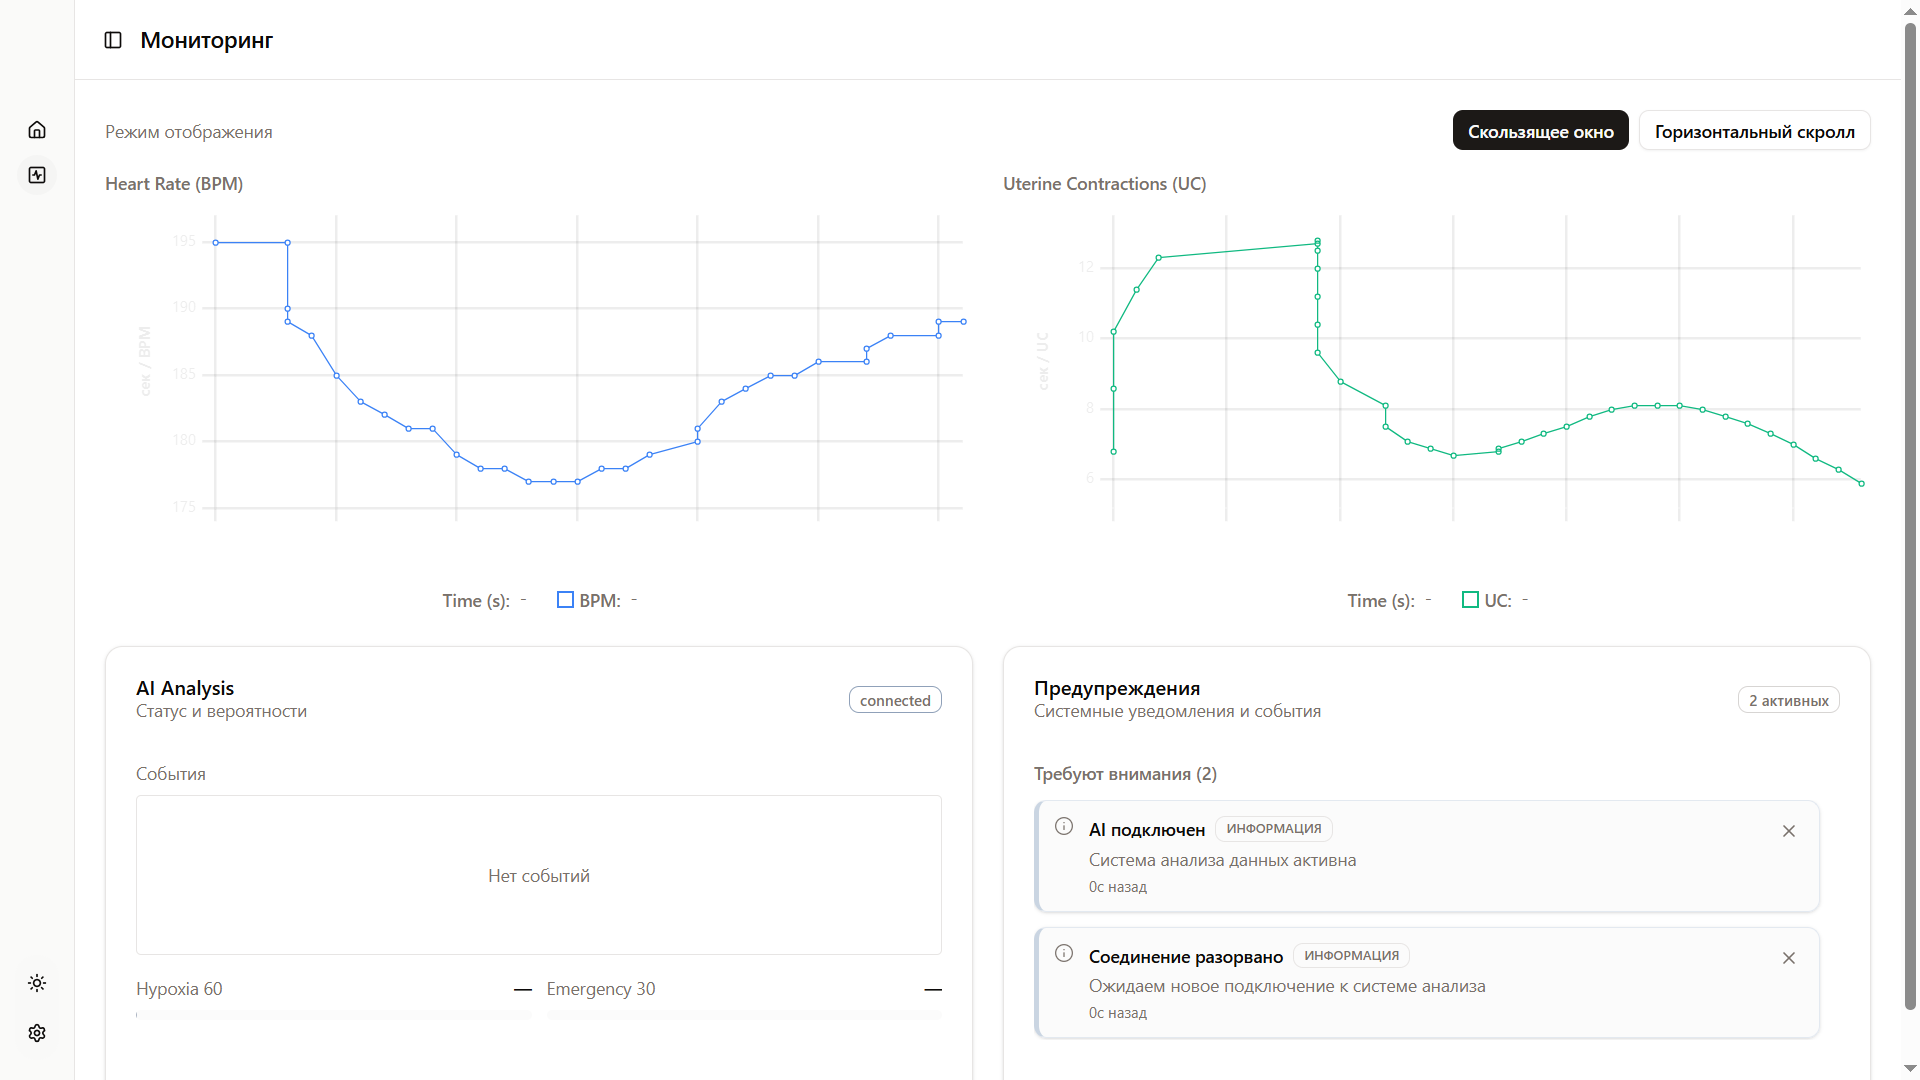 Мониторинг
Режим отображения
Скользящее окно
Горизонтальный скролл
Heart Rate (BPM)
195
190
185
180
175
сек / BPM
Time (s): -
BPM: -
Uterine Contractions (UC)
12
10
8
6
сек / UC
Time (s): -
UC: -
AI Analysis
Статус и вероятности
connected
События
Нет событий
Hypoxia 60 —
Emergency 30 —
Предупреждения
Системные уведомления и события
2 активных
Требуют внимания (2)
AI подключен ИНФОРМАЦИЯ
Система анализа данных активна
0с назад
Соединение разорвано ИНФОРМАЦИЯ
Ожидаем новое подключение к системе анализа
0с назад